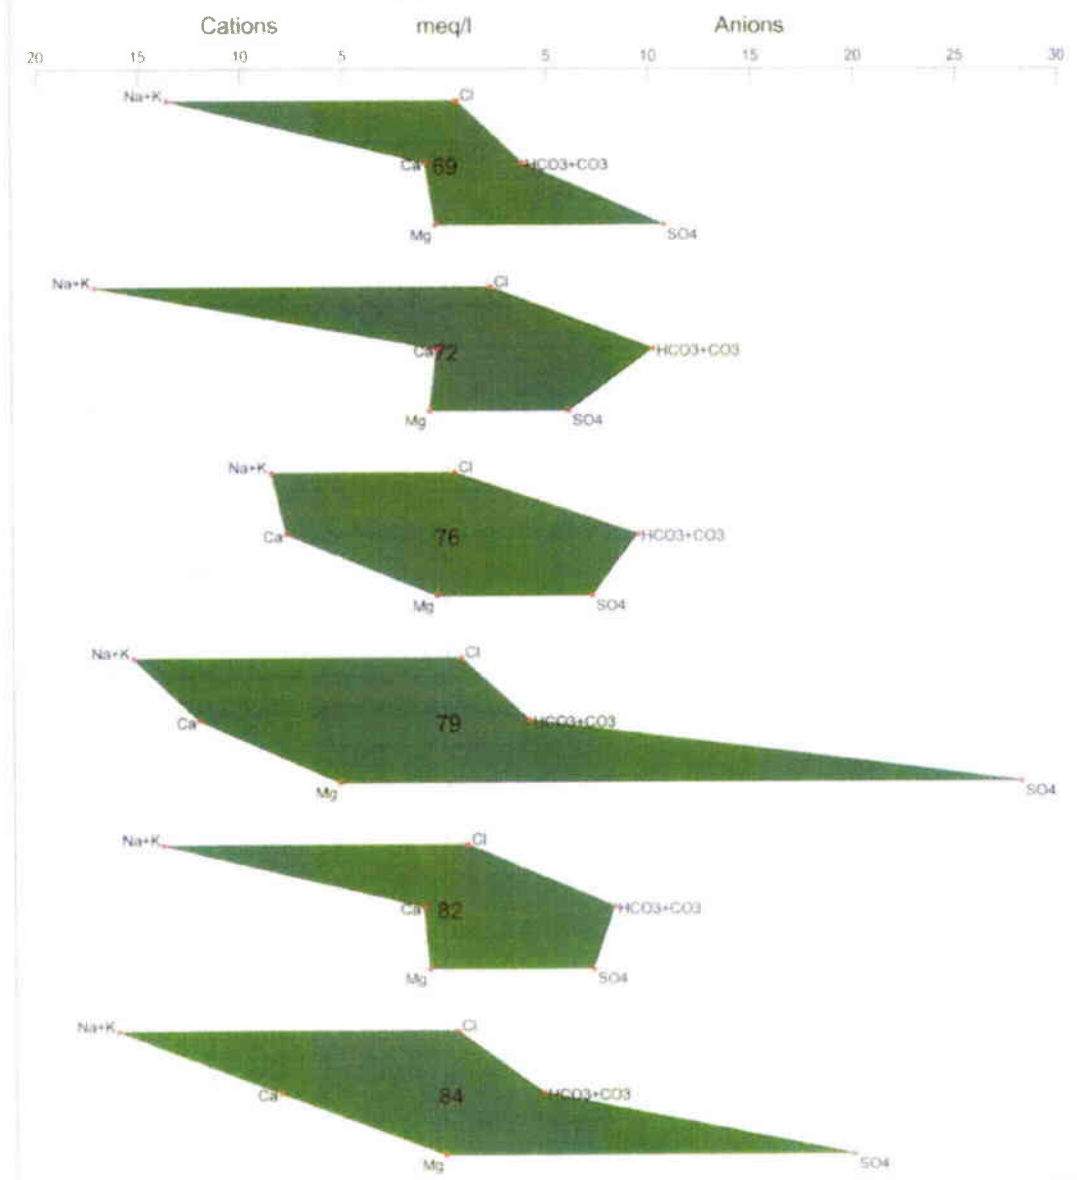 Cations meq/l Anions
20 15 10 5 5 10 15 20 25 30
Na+K Cl
Ca 69 HCO3+CO3
Mg SO4
Na+K Cl
Ca 72 HCO3+CO3
Mg SO4
Na+K Cl
Ca 76 HCO3+CO3
Mg SO4
Na+K Cl
Ca 79 HCO3+CO3
Mg SO4
Na+K Cl
Ca 82 HCO3+CO3
Mg SO4
Na+K Cl
Ca 84 HCO3+CO3
Mg SO4